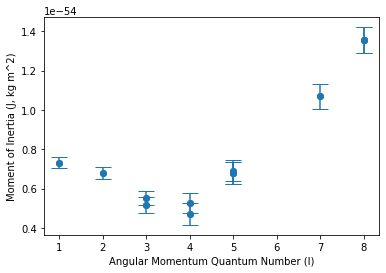 1e−54
1.4
1.2
1.0
0.8
0.6
0.4
Moment of Inertia (J, kg m^2)
1 2 3 4 5 6 7 8
Angular Momentum Quantum Number (l)